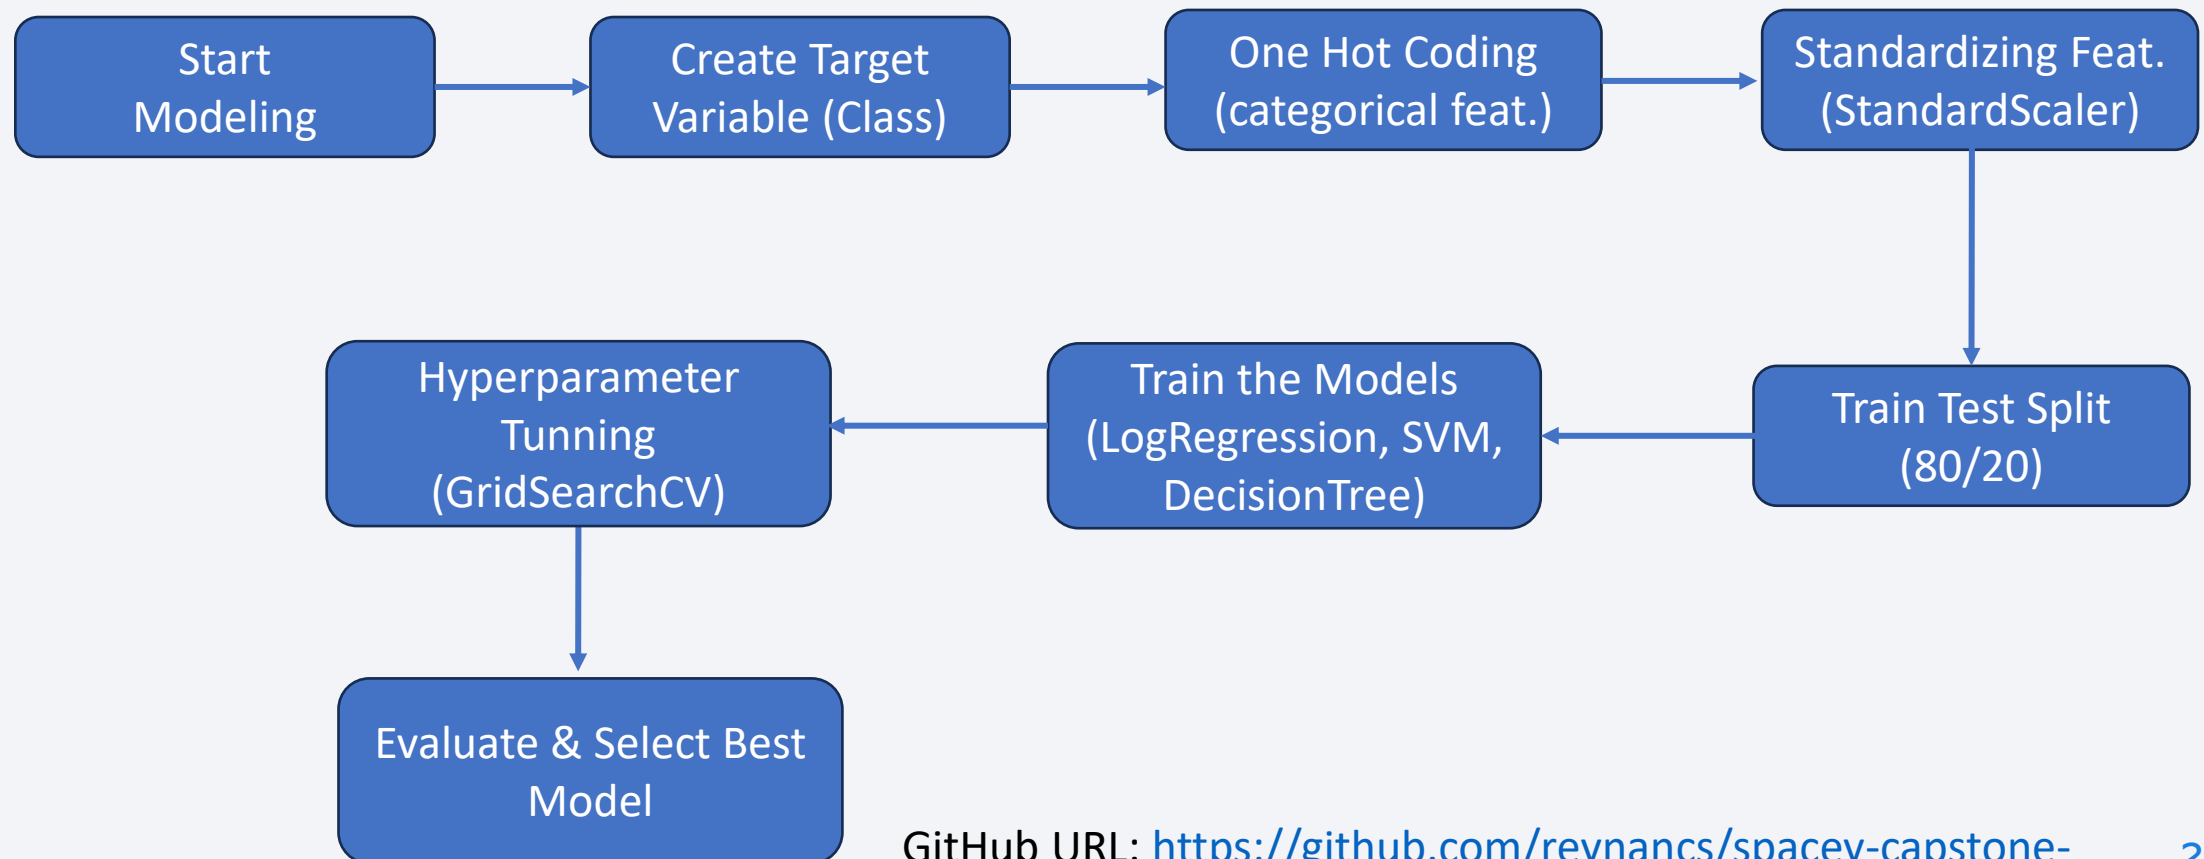 Start
Modeling
Create Target
Variable (Class)
One Hot Coding
(categorical feat.)
Standardizing Feat.
(StandardScaler)
Train Test Split
(80/20)
Train the Models
(LogRegression, SVM,
DecisionTree)
Hyperparameter
Tunning
(GridSearchCV)
Evaluate & Select Best
Model
GitHub URL: https://github.com/reynancs/spacey-capstone-